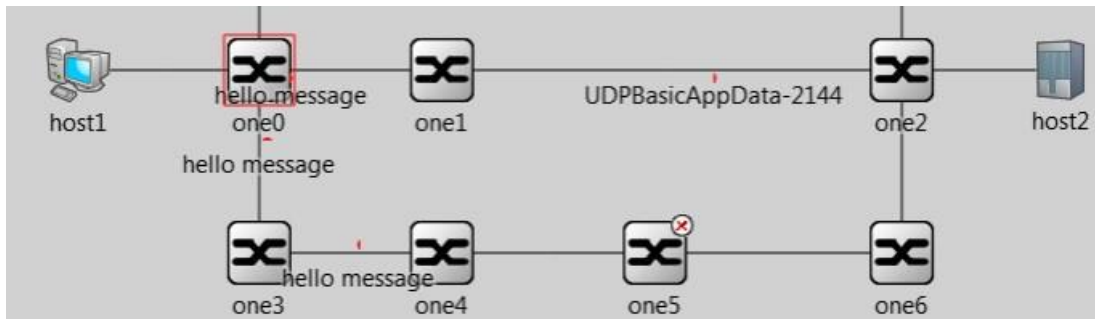 hello message
UDPBasicAppData-2144
host1
one0
one1
one2
host2
hello message
hello message
one3
one4
one5
one6